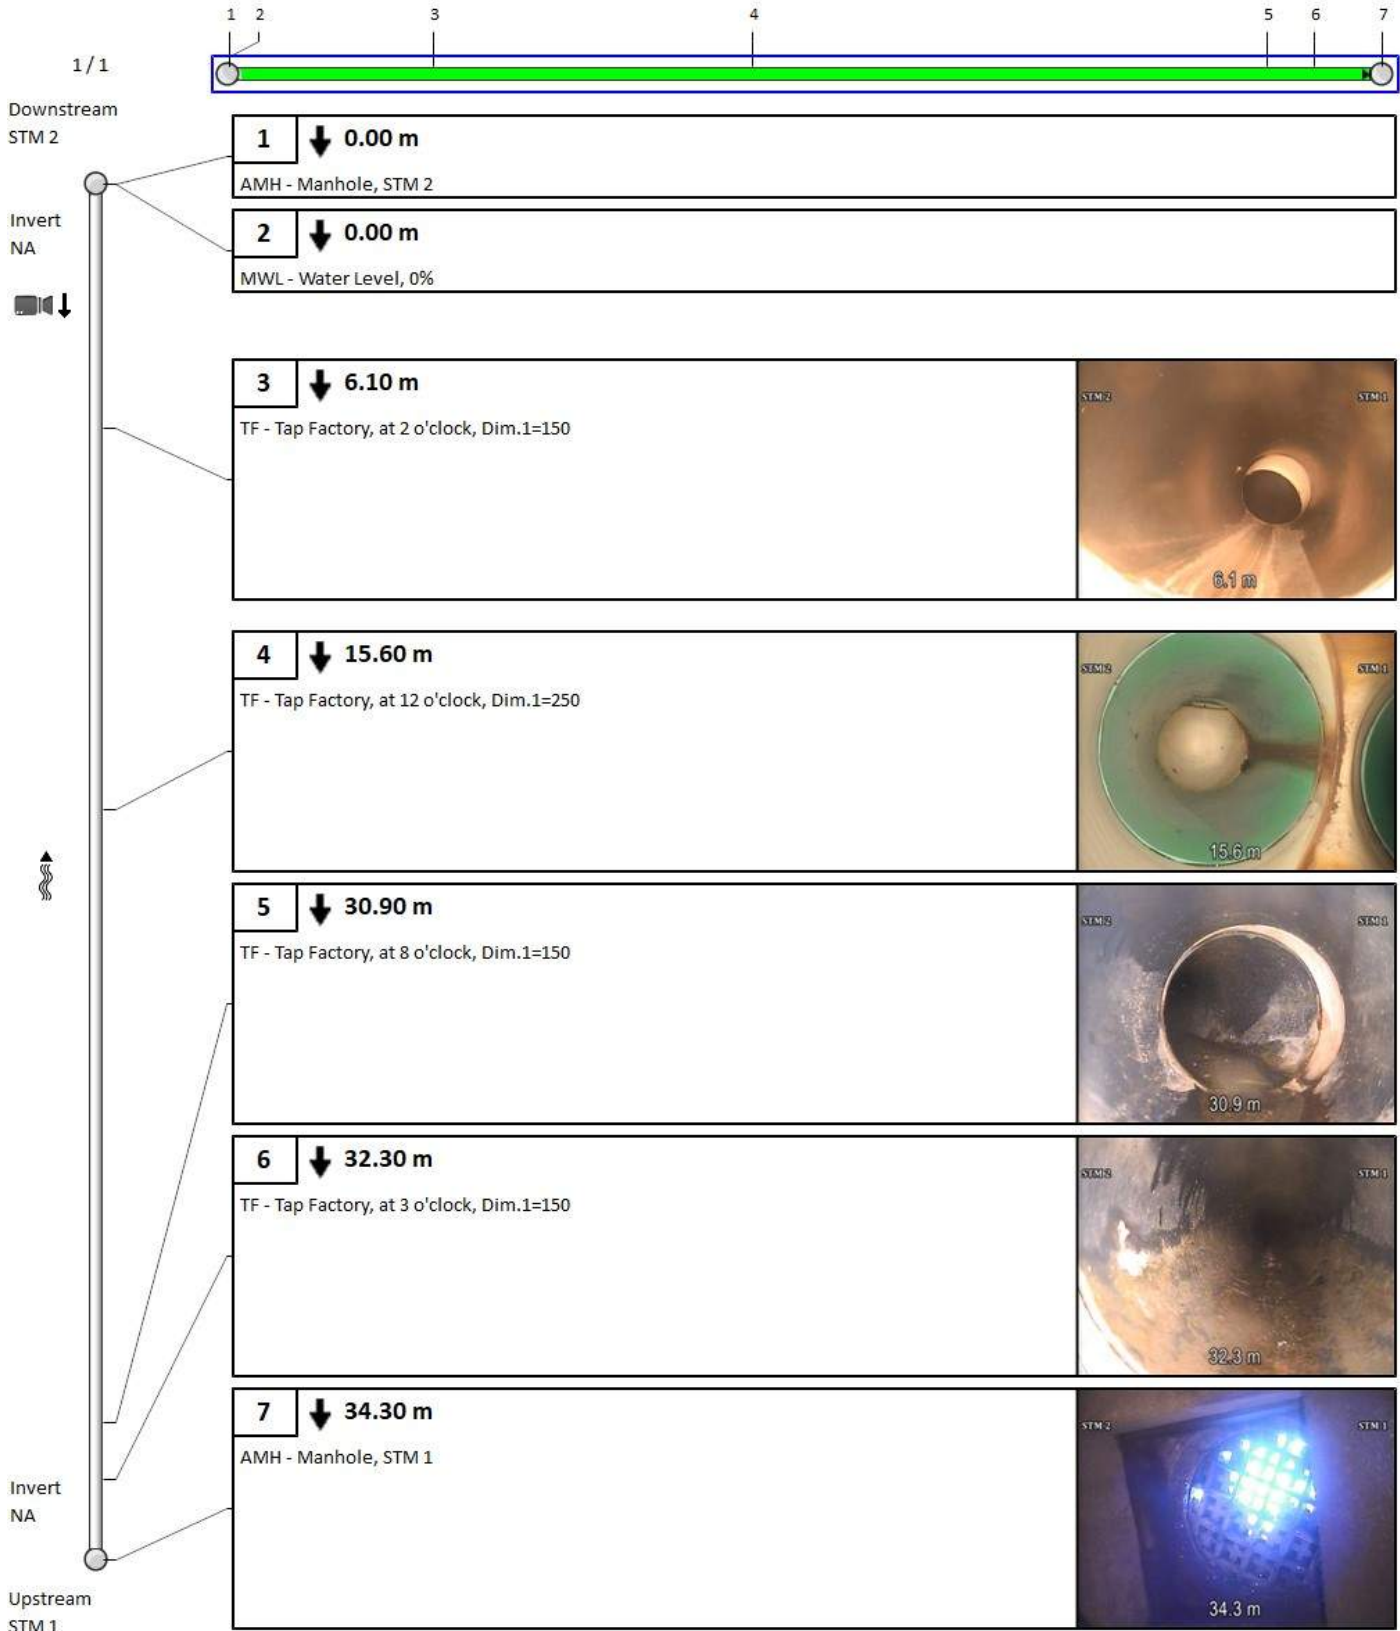 1 2 3 4 5 6 7
1 / 1
Downstream
STM 2
1 0.00 m
AMH - Manhole, STM 2
Invert
NA
2 0.00 m
MWL - Water Level, 0%
3 6.10 m
TF - Tap Factory, at 2 o'clock, Dim.1=150
STM 2 STM 1
6.1 m
4 15.60 m
TF - Tap Factory, at 12 o'clock, Dim.1=250
STM 2 STM 1
15.6 m
5 30.90 m
TF - Tap Factory, at 8 o'clock, Dim.1=150
STM 2 STM 1
30.9 m
6 32.30 m
TF - Tap Factory, at 3 o'clock, Dim.1=150
STM 2 STM 1
32.3 m
7 34.30 m
AMH - Manhole, STM 1
STM 2 STM 1
34.3 m
Invert
NA
Upstream
STM 1